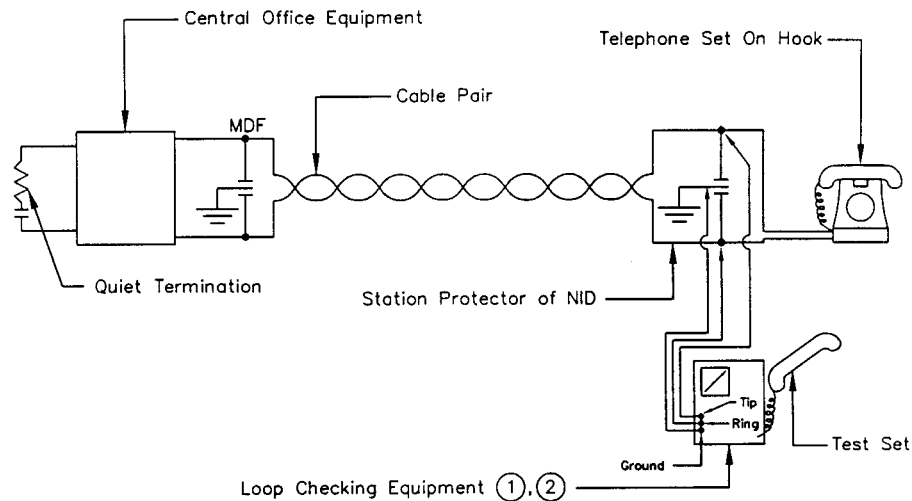 Central Office Equipment
Telephone Set On Hook
Cable Pair
MDF
Quiet Termination
Station Protector of NID
Tip
Ring
Test Set
Ground
Loop Checking Equipment 1, 2